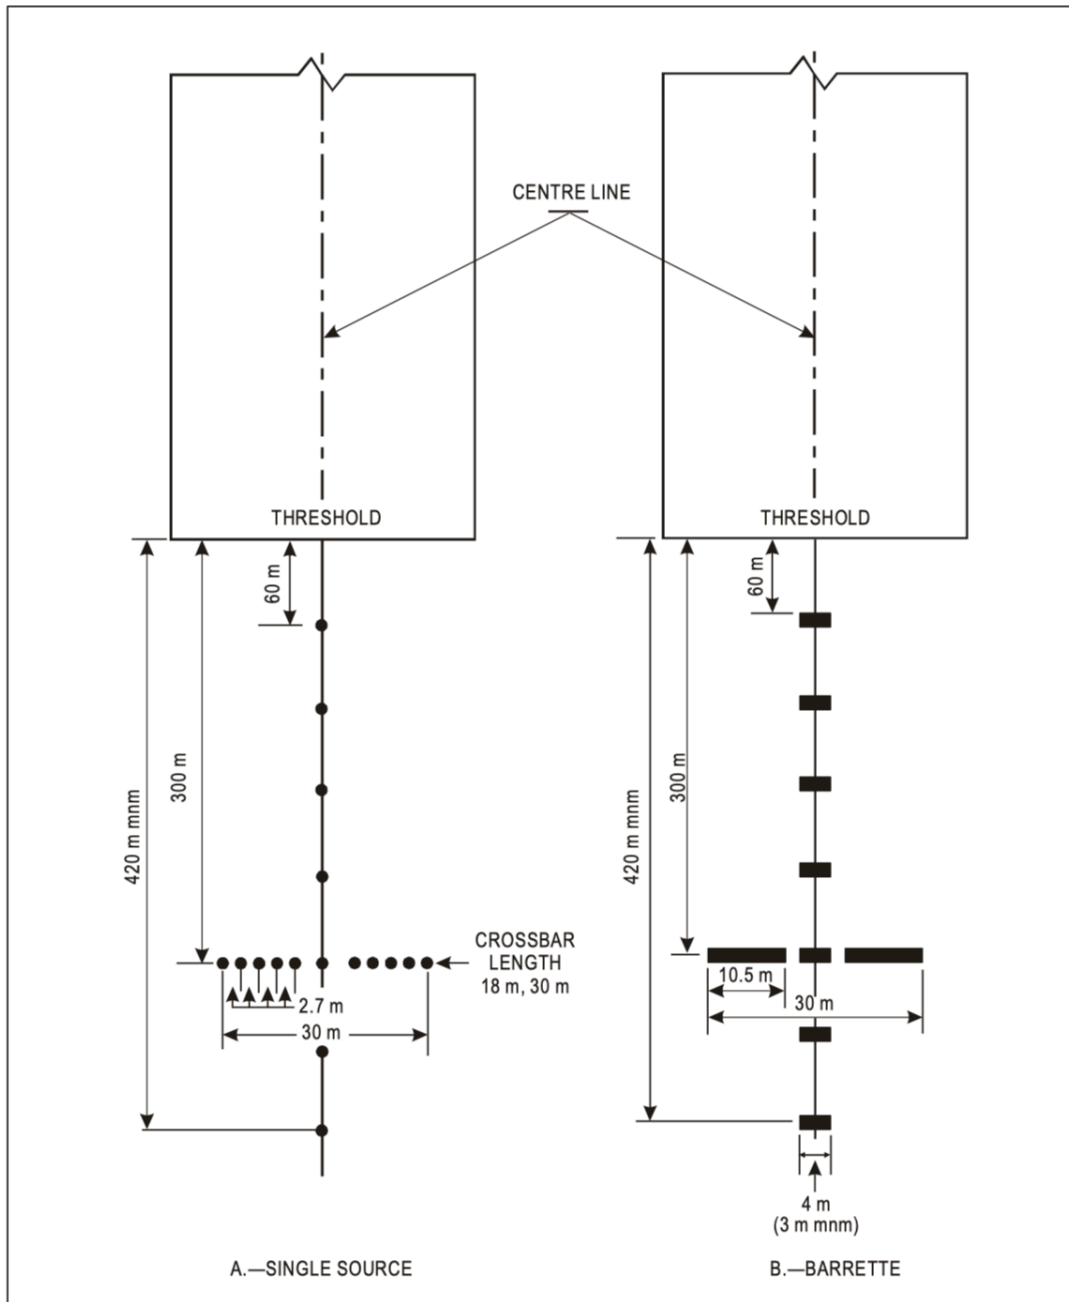 CENTRE LINE
THRESHOLD
THRESHOLD
60 m
60 m
300 m
300 m
420 m mnm
420 m mnm
CROSSBAR
LENGTH
18 m, 30 m
2.7 m
30 m
10.5 m
30 m
4 m
(3 m mnm)
A.—SINGLE SOURCE
B.—BARRETTE